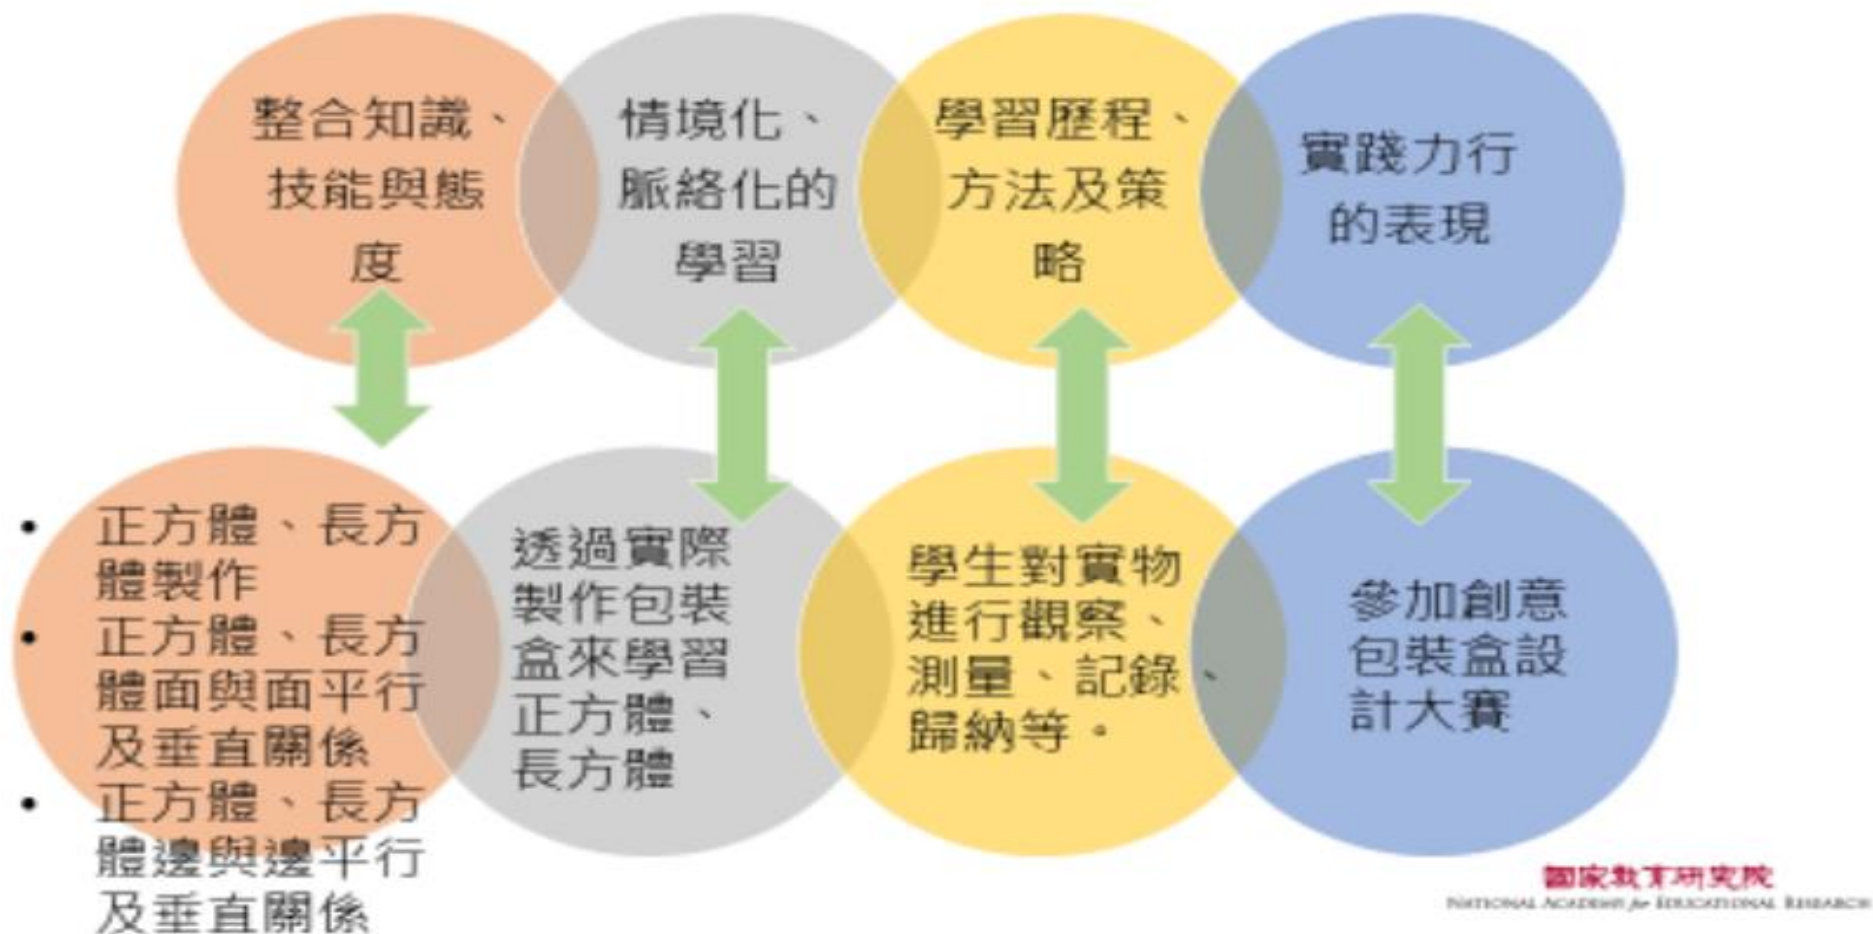 整合知識、
技能與態
度
情境化、
脈絡化的
學習
學習歷程、
方法及策
略
實踐力行
的表現
• 正方體、長方
體製作
• 正方體、長方
體面與面平行
及垂直關係
• 正方體、長方
體邊與邊平行
及垂直關係
透過實際
製作包裝
盒來學習
正方體、
長方體
學生對實物
進行觀察、
測量、記錄、
歸納等。
參加創意
包裝盒設
計大賽
國家教育研究院
NATIONAL ACADEMY for EDUCATIONAL RESEARCH